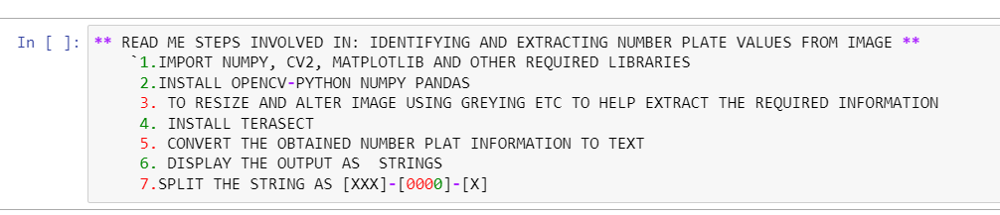 In [ ]: ** READ ME STEPS INVOLVED IN: IDENTIFYING AND EXTRACTING NUMBER PLATE VALUES FROM IMAGE **
`1.IMPORT NUMPY, CV2, MATPLOTLIB AND OTHER REQUIRED LIBRARIES
2.INSTALL OPENCV-PYTHON NUMPY PANDAS
3. TO RESIZE AND ALTER IMAGE USING GREYING ETC TO HELP EXTRACT THE REQUIRED INFORMATION
4. INSTALL TERASECT
5. CONVERT THE OBTAINED NUMBER PLAT INFORMATION TO TEXT
6. DISPLAY THE OUTPUT AS  STRINGS
7.SPLIT THE STRING AS [XXX]-[0000]-[X]